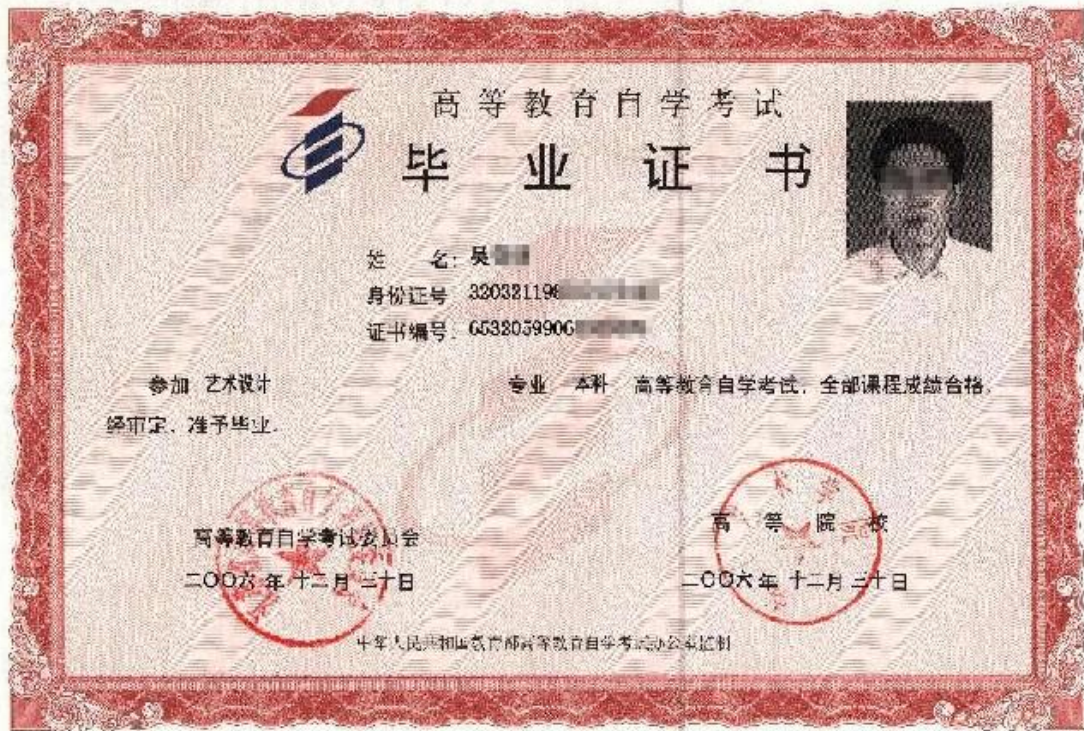 高等教育自学考试
毕业证书
姓 名: 吴
身份证号 32032119
证书编号: 6532059906
参加 艺术设计 专业 本科 高等教育自学考试, 全部课程成绩合格,
经审定, 准予毕业.
高等教育自学考试委员会
高等院校
二〇〇六年 十二月 三十日
二〇〇六年 十二月 三十日
中华人民共和国教育部高等教育自学考试办公室监制